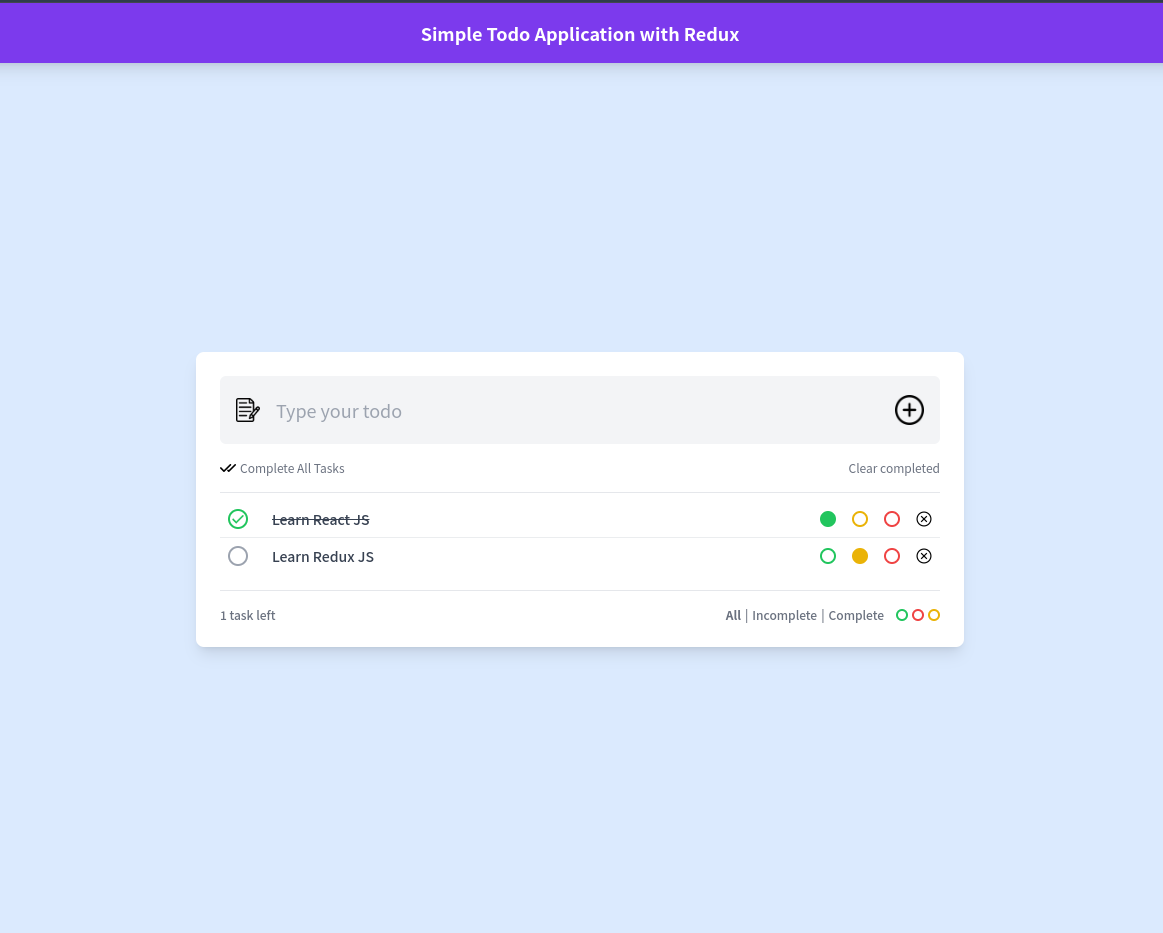 Simple Todo Application with Redux
Type your todo
Complete All Tasks Clear completed
Learn React JS
Learn Redux JS
1 task left All | Incomplete | Complete